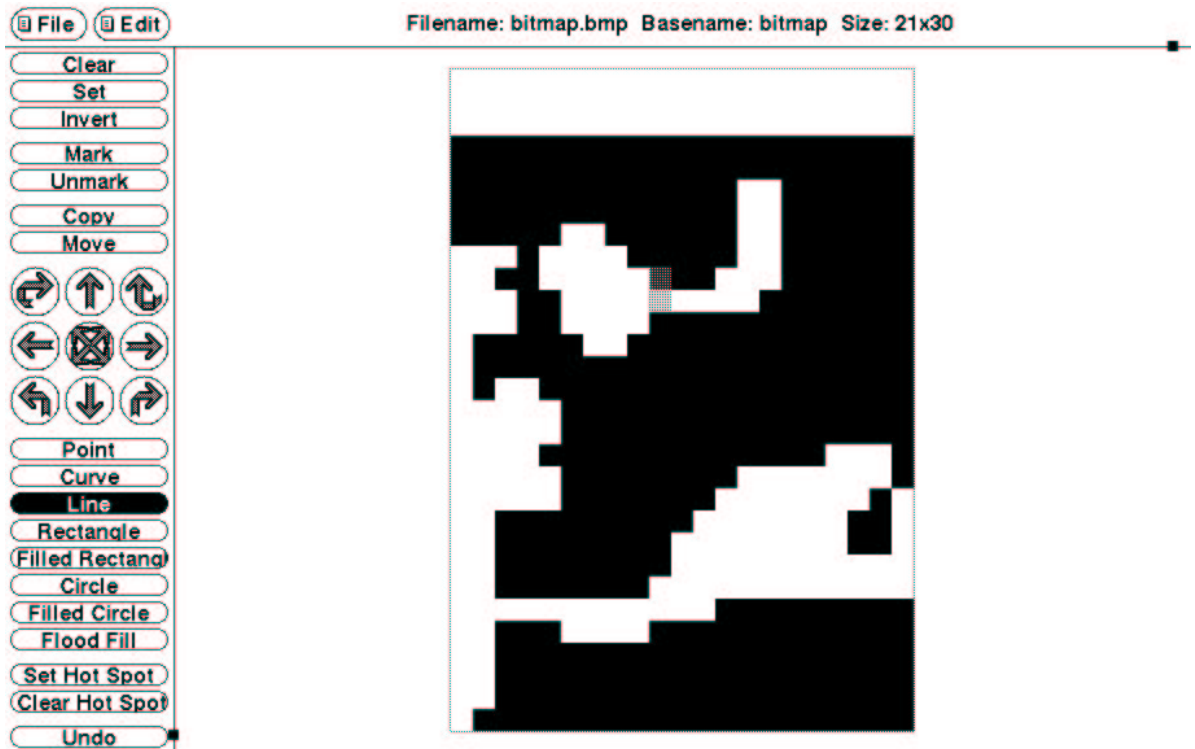 File Edit Filename: bitmap.bmp Basename: bitmap Size: 21x30
Clear
Set
Invert
Mark
Unmark
Copy
Move
Point
Curve
Line
Rectangle
Filled Rectang
Circle
Filled Circle
Flood Fill
Set Hot Spot
Clear Hot Spot
Undo